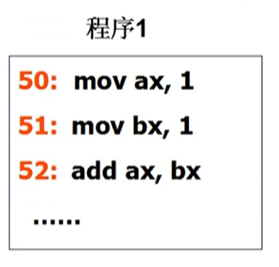 程序1
50: mov ax, 1
51: mov bx, 1
52: add ax, bx
......